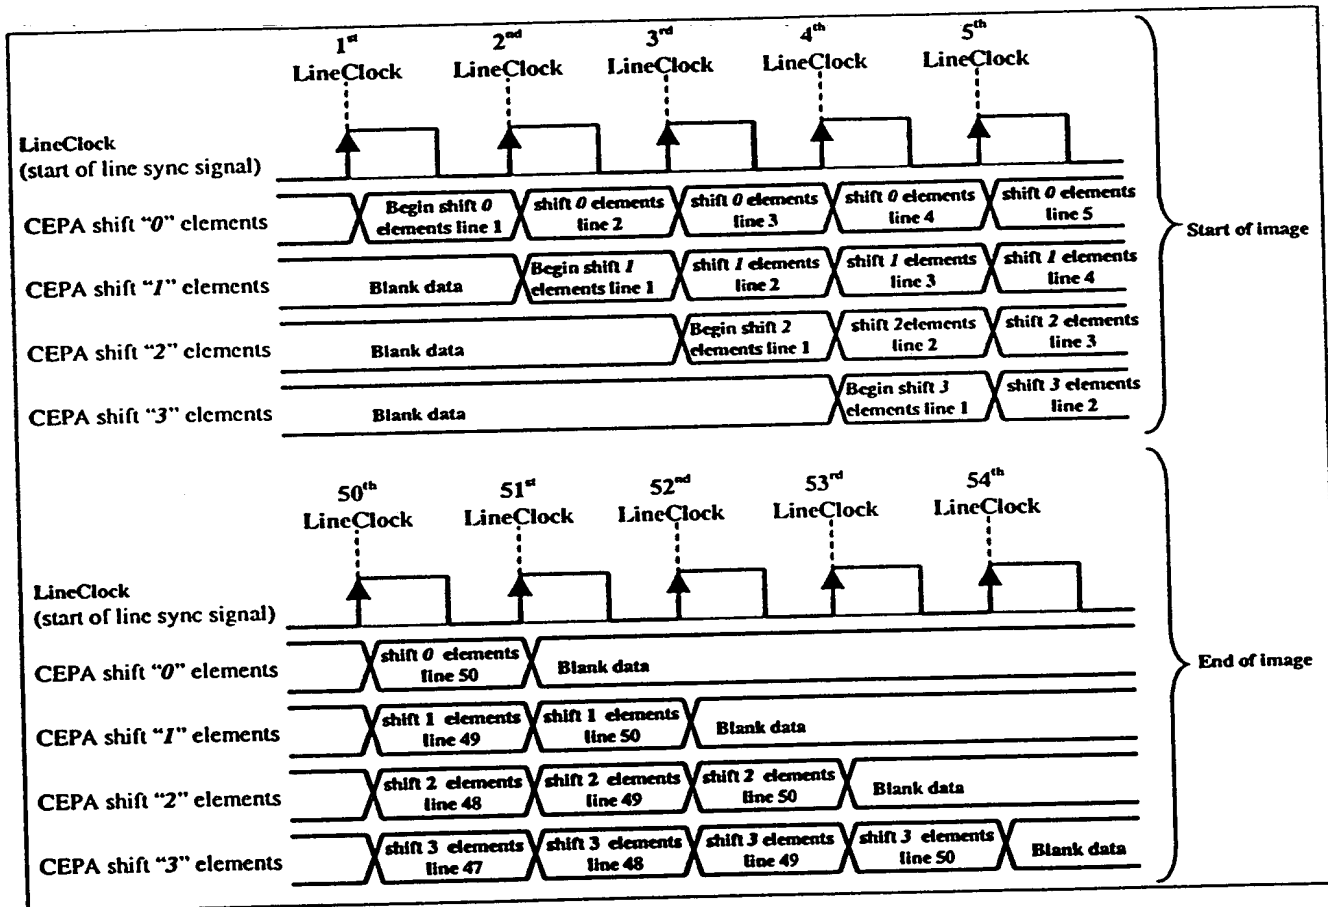 1st 2nd 3rd 4th 5th
LineClock LineClock LineClock LineClock LineClock
LineClock
(start of line sync signal)
CEPA shift “0” elements
Begin shift 0
elements line 1
shift 0 elements
line 2
shift 0 elements
line 3
shift 0 elements
line 4
shift 0 elements
line 5
CEPA shift “1” elements
Blank data
Begin shift 1
elements line 1
shift 1 elements
line 2
shift 1 elements
line 3
shift 1 elements
line 4
CEPA shift “2” elements
Blank data
Begin shift 2
elements line 1
shift 2elements
line 2
shift 2 elements
line 3
CEPA shift “3” elements
Blank data
Begin shift 3
elements line 1
shift 3 elements
line 2
Start of image
50th 51st 52nd 53rd 54th
LineClock LineClock LineClock LineClock LineClock
LineClock
(start of line sync signal)
CEPA shift “0” elements
shift 0 elements
line 50
Blank data
CEPA shift “1” elements
shift 1 elements
line 49
shift 1 elements
line 50
Blank data
CEPA shift “2” elements
shift 2 elements
line 48
shift 2 elements
line 49
shift 2 elements
line 50
Blank data
CEPA shift “3” elements
shift 3 elements
line 47
shift 3 elements
line 48
shift 3 elements
line 49
shift 3 elements
line 50
Blank data
End of image